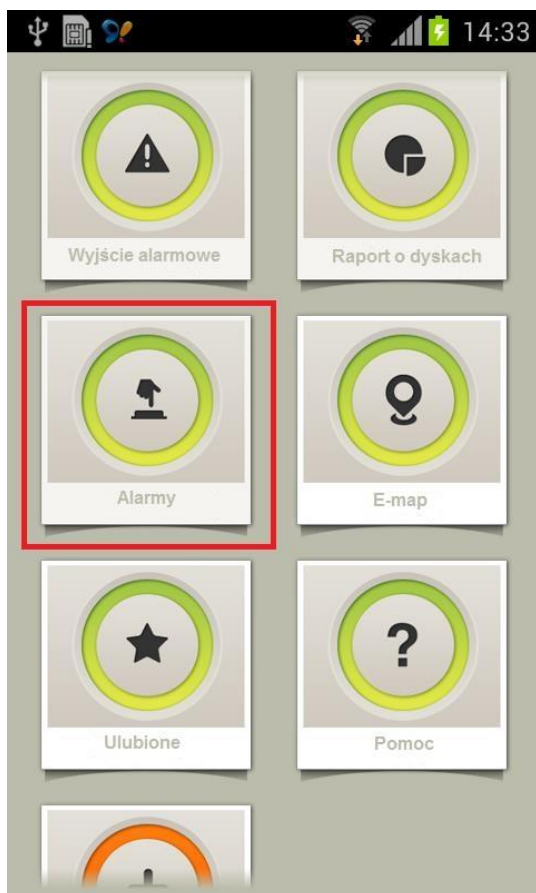 14:33
Wyjście alarmowe
Raport o dyskach
Alarmy
E-map
Ulubione
Pomoc